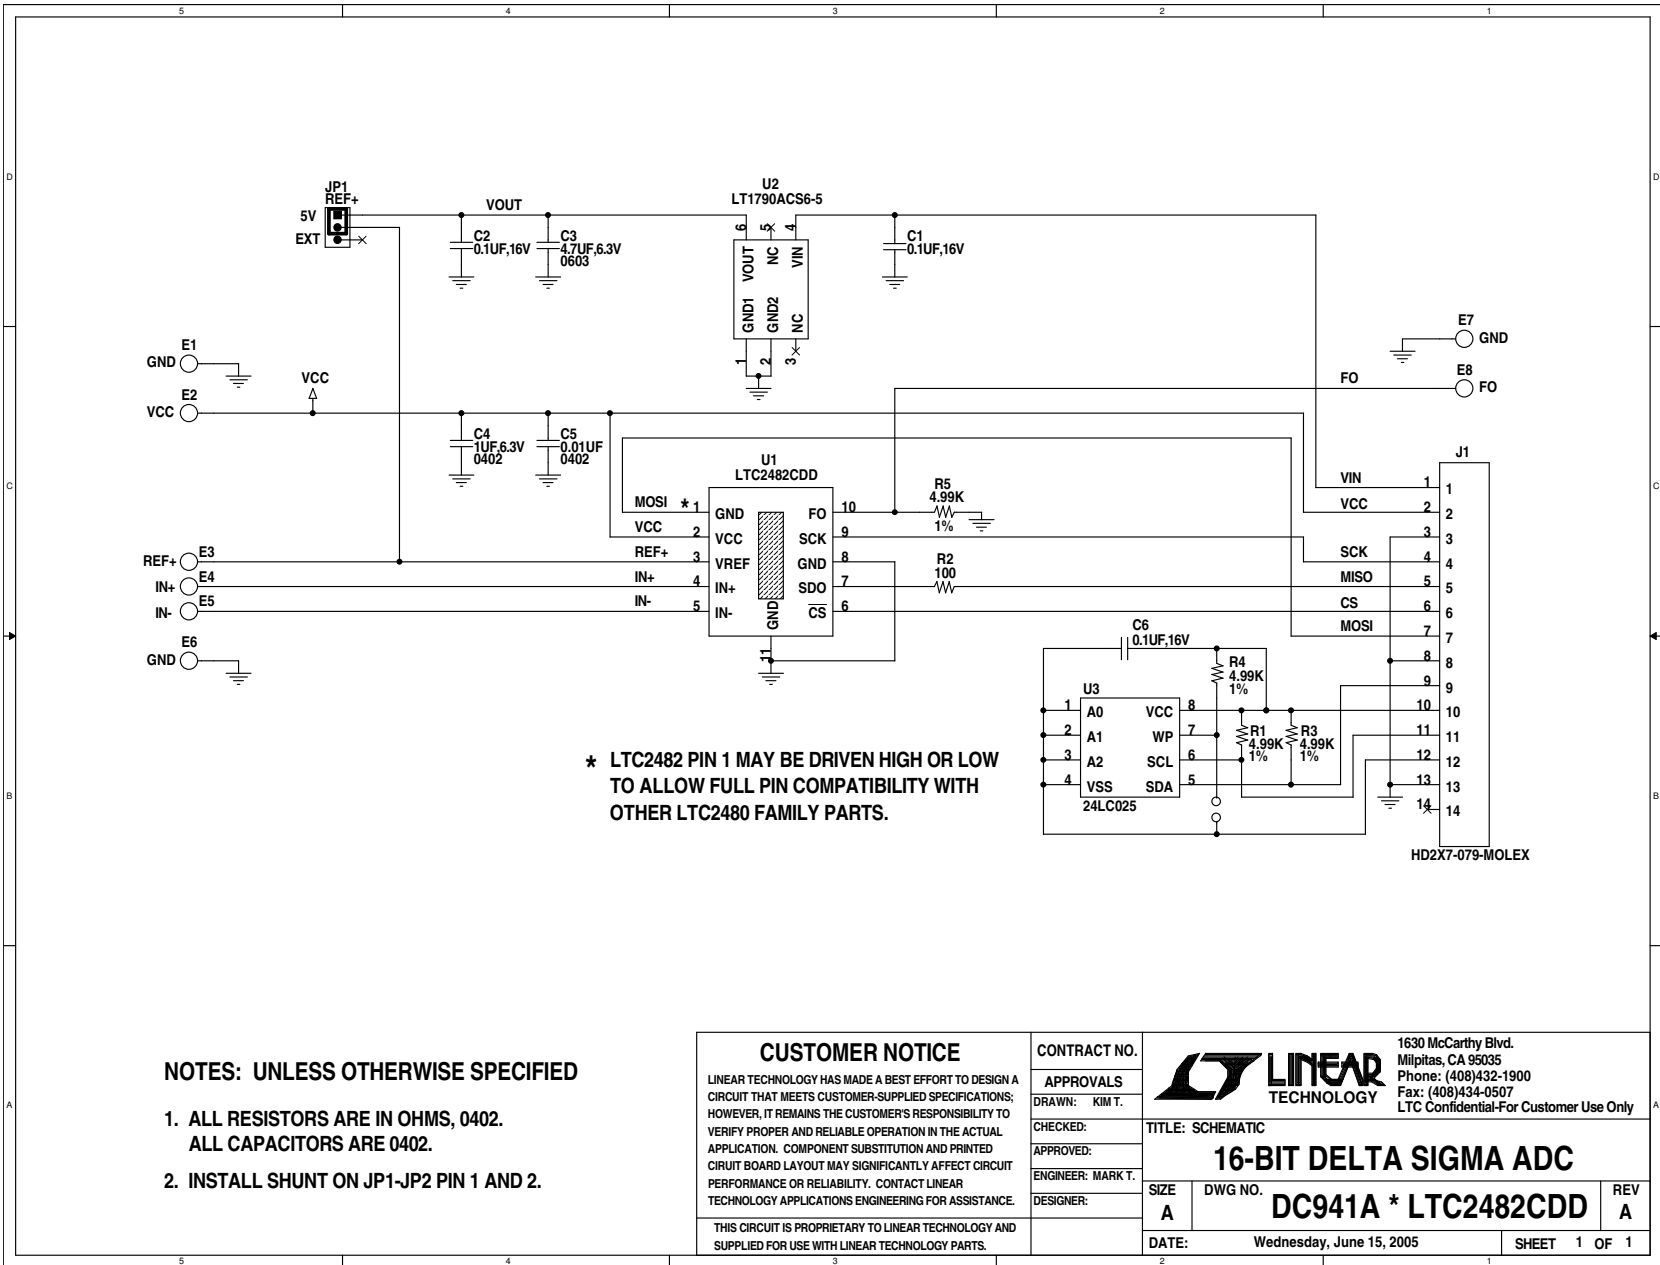 5 4 3 2 1
D D
C C
B B
A A
JP1
REF+
5V
EXT
VOUT
C2
0.1UF,16V
C3
4.7UF,6.3V
0603
U2
LT1790ACS6-5
6 5 4
VOUT NC VIN
GND1 GND2 NC
1 2 3
C1
0.1UF,16V
E1
GND
E2
VCC
VCC
C4
1UF,6.3V
0402
C5
0.01UF
0402
E7
GND
E8
FO
FO
U1
LTC2482CDD
MOSI * 1 GND
VCC 2 VCC
REF+ 3 VREF
IN+ 4 IN+
IN- 5 IN-
FO 10
SCK 9
GND 8
SDO 7
CS 6
GND
11
R5
4.99K
1%
R2
100
REF+ E3
IN+ E4
IN- E5
E6
GND
J1
VIN 1 1
VCC 2 2
3 3
SCK 4 4
MISO 5 5
CS 6 6
MOSI 7 7
8 8
9 9
10 10
11 11
12 12
13 13
14 14
HD2X7-079-MOLEX
C6
0.1UF,16V
R4
4.99K
1%
U3
1 A0 VCC 8
2 A1 WP 7
3 A2 SCL 6
4 VSS SDA 5
24LC025
R1
4.99K
1%
R3
4.99K
1%
* LTC2482 PIN 1 MAY BE DRIVEN HIGH OR LOW
TO ALLOW FULL PIN COMPATIBILITY WITH
OTHER LTC2480 FAMILY PARTS.
NOTES: UNLESS OTHERWISE SPECIFIED
1. ALL RESISTORS ARE IN OHMS, 0402.
ALL CAPACITORS ARE 0402.
2. INSTALL SHUNT ON JP1-JP2 PIN 1 AND 2.
CUSTOMER NOTICE
LINEAR TECHNOLOGY HAS MADE A BEST EFFORT TO DESIGN A
CIRCUIT THAT MEETS CUSTOMER-SUPPLIED SPECIFICATIONS;
HOWEVER, IT REMAINS THE CUSTOMER'S RESPONSIBILITY TO
VERIFY PROPER AND RELIABLE OPERATION IN THE ACTUAL
APPLICATION. COMPONENT SUBSTITUTION AND PRINTED
CIRUIT BOARD LAYOUT MAY SIGNIFICANTLY AFFECT CIRCUIT
PERFORMANCE OR RELIABILITY. CONTACT LINEAR
TECHNOLOGY APPLICATIONS ENGINEERING FOR ASSISTANCE.
THIS CIRCUIT IS PROPRIETARY TO LINEAR TECHNOLOGY AND
SUPPLIED FOR USE WITH LINEAR TECHNOLOGY PARTS.
CONTRACT NO.
APPROVALS
DRAWN: KIM T.
CHECKED:
APPROVED:
ENGINEER: MARK T.
DESIGNER:
LINEAR
TECHNOLOGY
1630 McCarthy Blvd.
Milpitas, CA 95035
Phone: (408)432-1900
Fax: (408)434-0507
LTC Confidential-For Customer Use Only
TITLE: SCHEMATIC
16-BIT DELTA SIGMA ADC
SIZE
A
DWG NO.
DC941A * LTC2482CDD
REV
A
DATE:
Wednesday, June 15, 2005
SHEET 1 OF 1
5 4 3 2 1